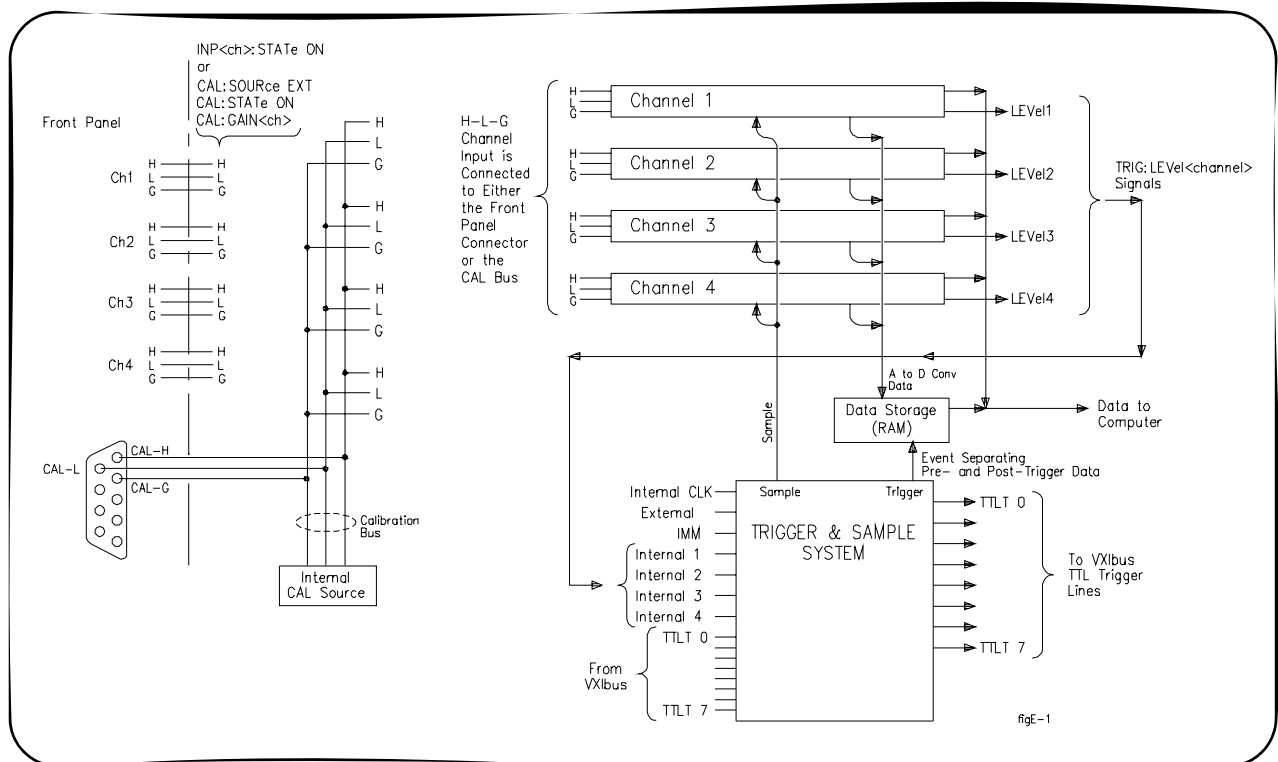 INP<ch>:STATe ON
or
CAL:SOURce EXT
CAL:STATe ON
CAL:GAIN<ch>
Front Panel
Ch1
H
L
G
H
L
G
Ch2
H
L
G
H
L
G
Ch3
H
L
G
H
L
G
Ch4
H
L
G
H
L
G
H
L
G
H
L
G
H
L
G
H
L
G
CAL-H
CAL-L
CAL-G
Calibration
Bus
Internal
CAL Source
H-L-G
Channel
Input is
Connected
to Either
the Front
Panel
Connector
or the
CAL Bus
H
L
G
Channel 1
LEVel1
H
L
G
Channel 2
LEVel2
H
L
G
Channel 3
LEVel3
H
L
G
Channel 4
LEVel4
TRIG:LEVel<channel>
Signals
Sample
A to D Conv
Data
Data Storage
(RAM)
Data to
Computer
Event Separating
Pre- and Post-Trigger Data
Sample
Trigger
TRIGGER & SAMPLE
SYSTEM
Internal CLK
External
IMM
Internal 1
Internal 2
Internal 3
Internal 4
TTLT 0
From
VXIbus
TTLT 7
TTLT 0
To VXIbus
TTL Trigger
Lines
TTLT 7
figE-1